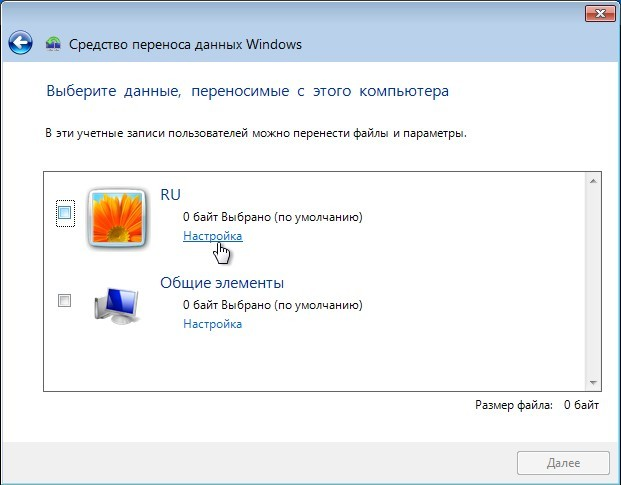 Средство переноса данных Windows
Выберите данные, переносимые с этого компьютера
В эти учетные записи пользователей можно перенести файлы и параметры.
RU
0 байт Выбрано (по умолчанию)
Настройка
Общие элементы
0 байт Выбрано (по умолчанию)
Настройка
Размер файла: 0 байт
Далее